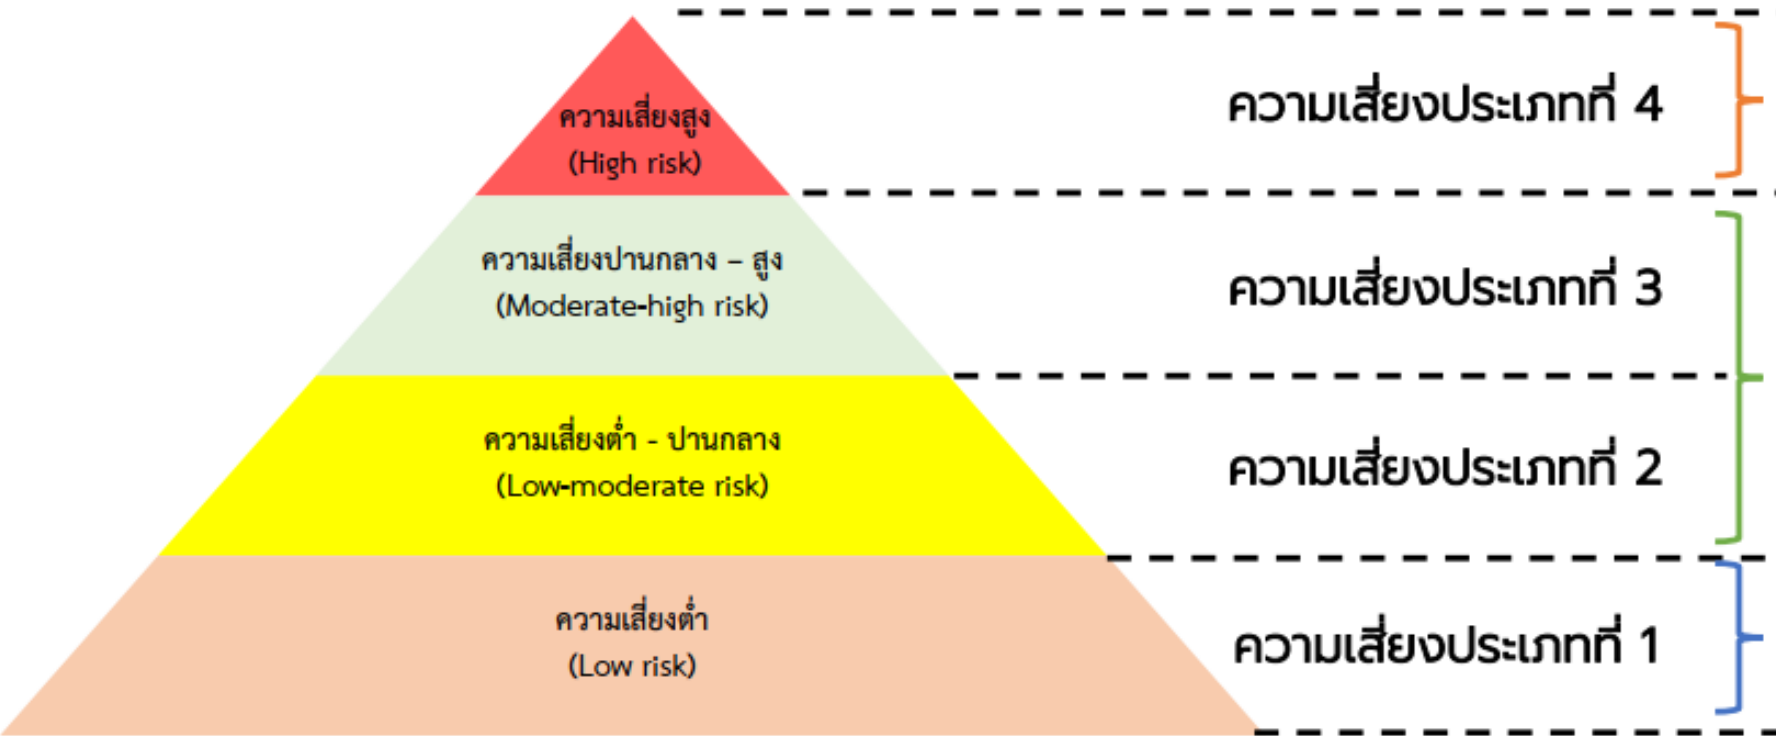 ความเสี่ยงสูง
(High risk)
ความเสี่ยงประเภทที่ 4
ความเสี่ยงปานกลาง – สูง
(Moderate-high risk)
ความเสี่ยงประเภทที่ 3
ความเสี่ยงต่ำ - ปานกลาง
(Low-moderate risk)
ความเสี่ยงประเภทที่ 2
ความเสี่ยงต่ำ
(Low risk)
ความเสี่ยงประเภทที่ 1